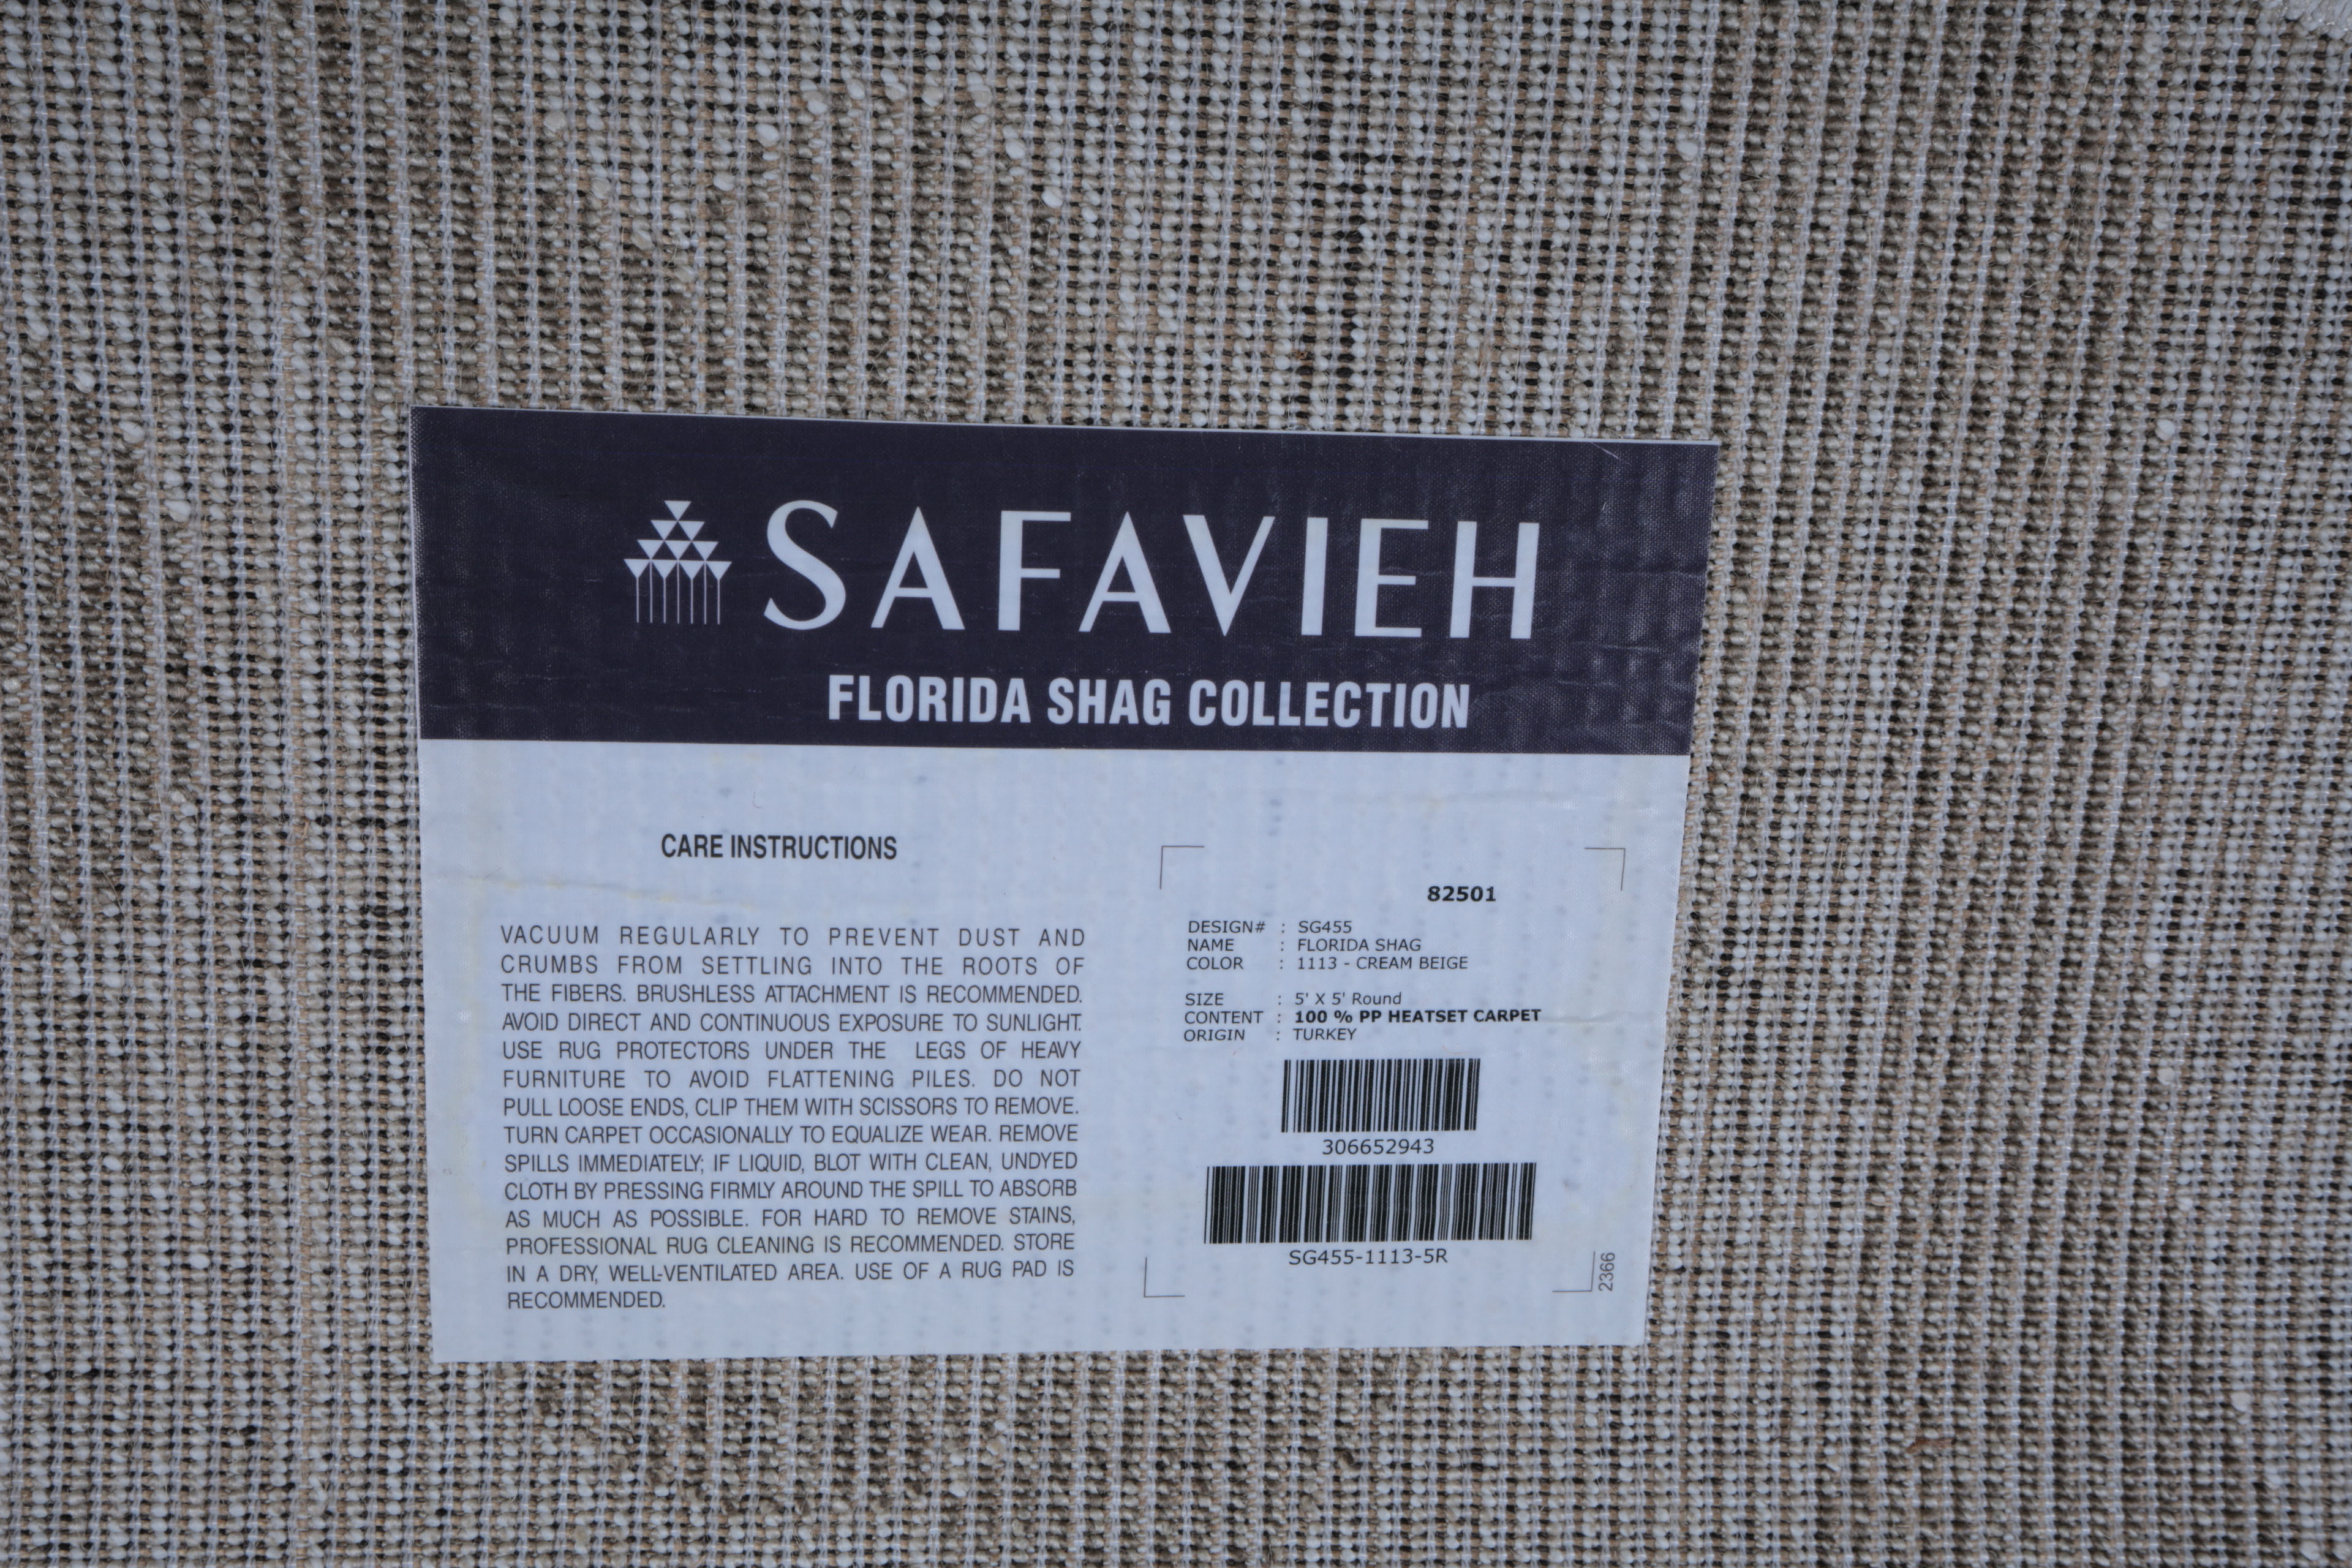 SAFAVIEH
FLORIDA SHAG COLLECTION
CARE INSTRUCTIONS
VACUUM REGULARLY TO PREVENT DUST AND
CRUMBS FROM SETTLING INTO THE ROOTS OF
THE FIBERS. BRUSHLESS ATTACHMENT IS RECOMMENDED.
AVOID DIRECT AND CONTINUOUS EXPOSURE TO SUNLIGHT.
USE RUG PROTECTORS UNDER THE LEGS OF HEAVY
FURNITURE TO AVOID FLATTENING PILES. DO NOT
PULL LOOSE ENDS, CLIP THEM WITH SCISSORS TO REMOVE.
TURN CARPET OCCASIONALLY TO EQUALIZE WEAR. REMOVE
SPILLS IMMEDIATELY; IF LIQUID, BLOT WITH CLEAN, UNDYED
CLOTH BY PRESSING FIRMLY AROUND THE SPILL TO ABSORB
AS MUCH AS POSSIBLE. FOR HARD TO REMOVE STAINS,
PROFESSIONAL RUG CLEANING IS RECOMMENDED. STORE
IN A DRY, WELL-VENTILATED AREA. USE OF A RUG PAD IS
RECOMMENDED.
82501
DESIGN# : SG455
NAME : FLORIDA SHAG
COLOR : 1113 - CREAM BEIGE
SIZE : 5' X 5' Round
CONTENT : 100 % PP HEATSET CARPET
ORIGIN : TURKEY
306652943
SG455-1113-5R
2366